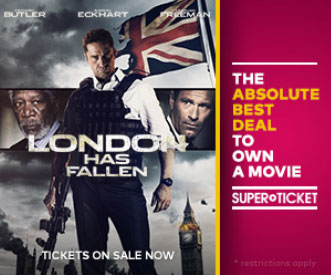 BUTLER ECKHART FREEMAN
LONDON
HAS
FALLEN
TICKETS ON SALE NOW
THE
ABSOLUTE
BEST
DEAL
TO
OWN
A MOVIE
SUPER TICKET
* restrictions apply